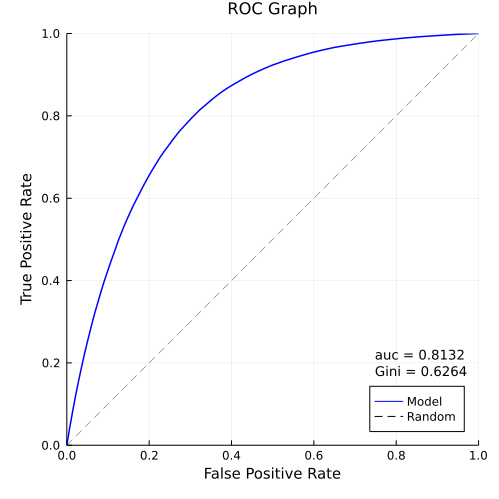 ROC Graph
True Positive Rate
1.0
0.8
0.6
0.4
0.2
0.0
auc = 0.8132
Gini = 0.6264
Model
Random
0.0 0.2 0.4 0.6 0.8 1.0
False Positive Rate